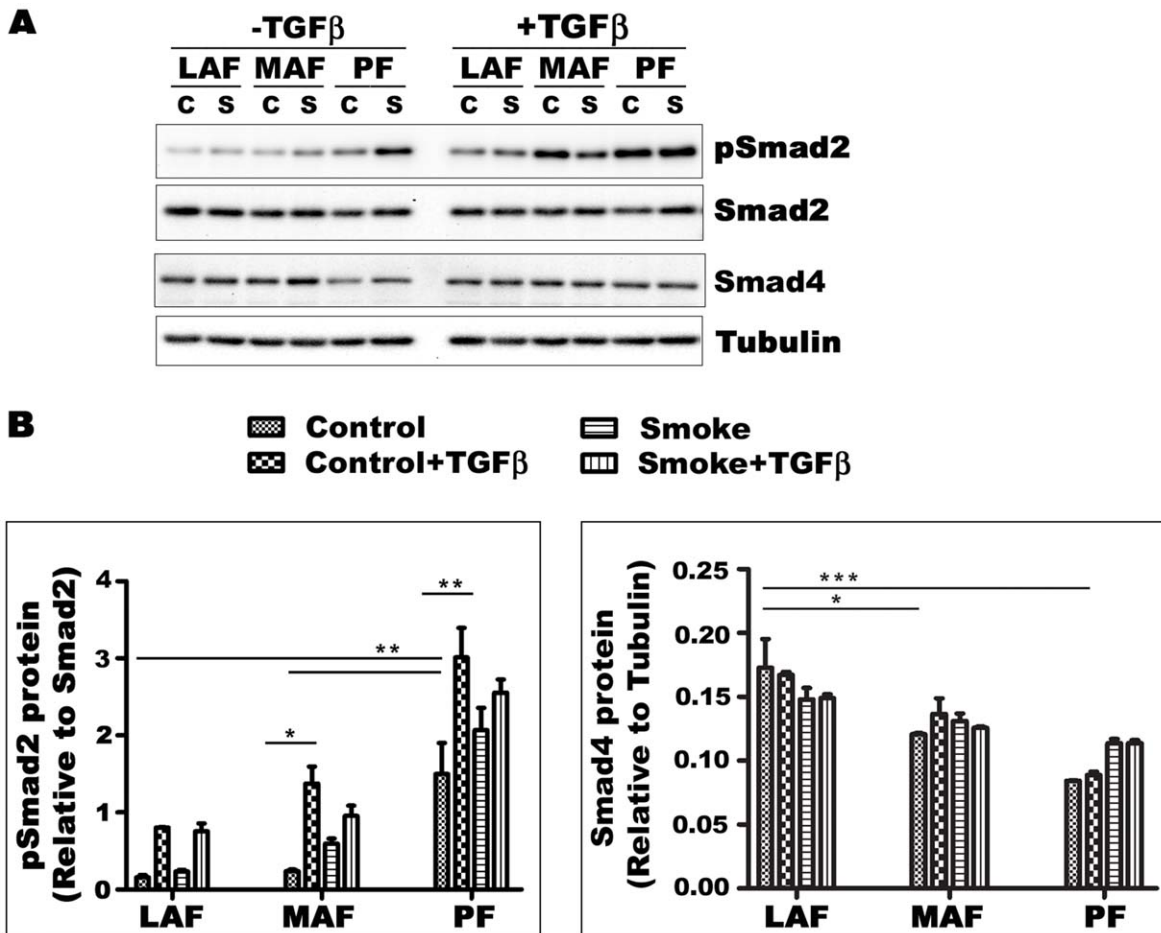 A
-TGFβ +TGFβ
LAF MAF PF LAF MAF PF
C S C S C S C S C S C S
pSmad2
Smad2
Smad4
Tubulin
B
Control Smoke
Control+TGFβ Smoke+TGFβ
pSmad2 protein
(Relative to Smad2)
4
3
2
1
0
**
**
*
LAF MAF PF
Smad4 protein
(Relative to Tubulin)
0.25
0.20
0.15
0.10
0.05
0.00
***
*
LAF MAF PF